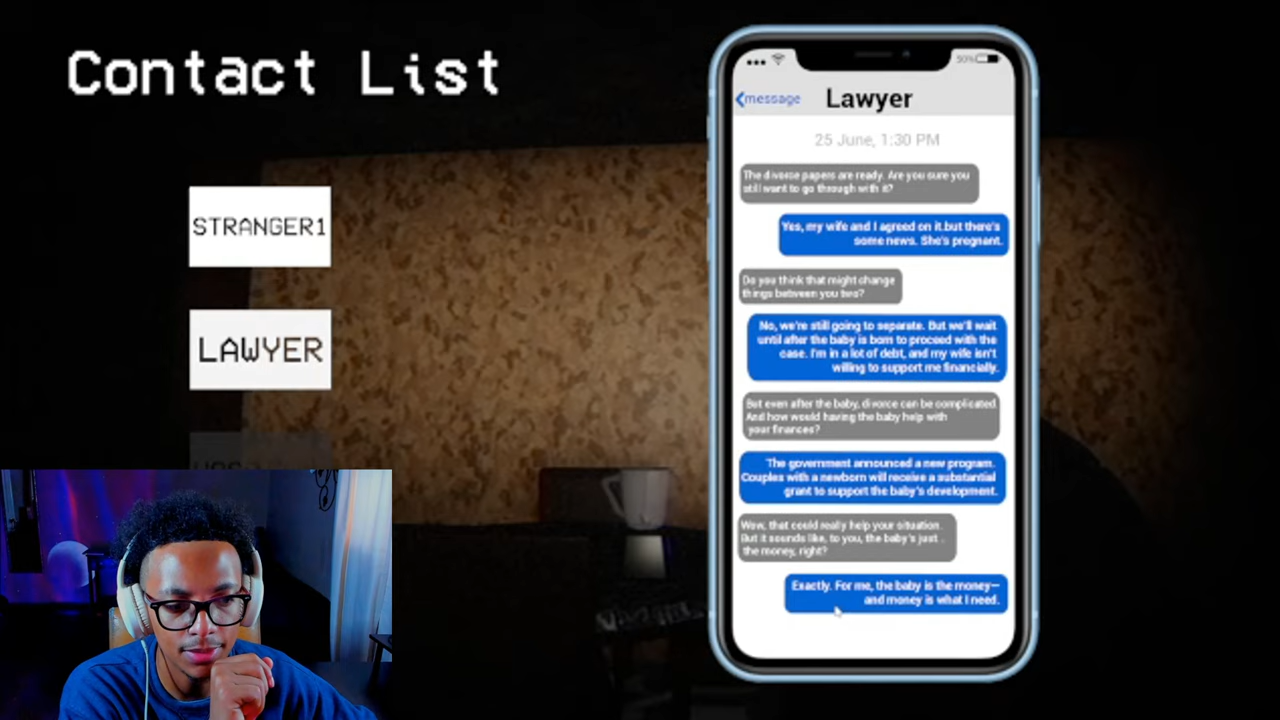 Contact List
STRANGER1
LAWYER
50%
message
Lawyer
25 June, 1:30 PM
The divorce papers are ready. Are you sure you
still want to go through with it?
Yes, my wife and I agreed on it.but there's
some news. She's pregnant.
Do you think that might change
things between you two?
No, we're still going to separate. But we'll wait
until after the baby is born to proceed with the
case. I'm in a lot of debt, and my wife isn't
willing to support me financially.
But even after the baby, divorce can be complicated.
And how would having the baby help with
your finances?
The government announced a new program.
Couples with a newborn will receive a substantial
grant to support the baby's development.
Wow, that could really help your situation.
But it sounds like, to you, the baby's just..
the money, right?
Exactly. For me, the baby is the money—
and money is what I need.